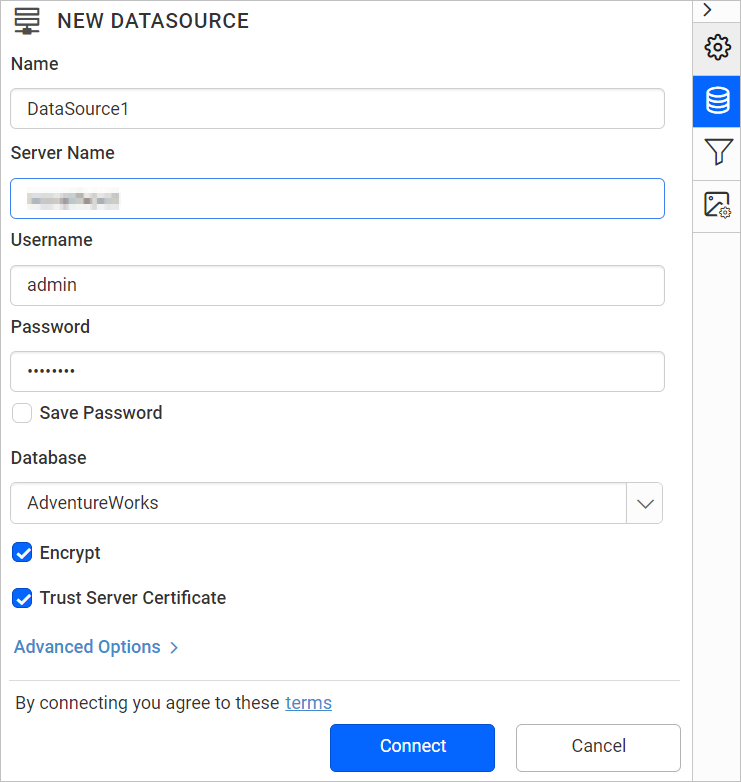 NEW DATASOURCE
Name
DataSource1
Server Name
Username
admin
Password
••••••••
Save Password
Database
AdventureWorks
Encrypt
Trust Server Certificate
Advanced Options
By connecting you agree to these terms
Connect Cancel